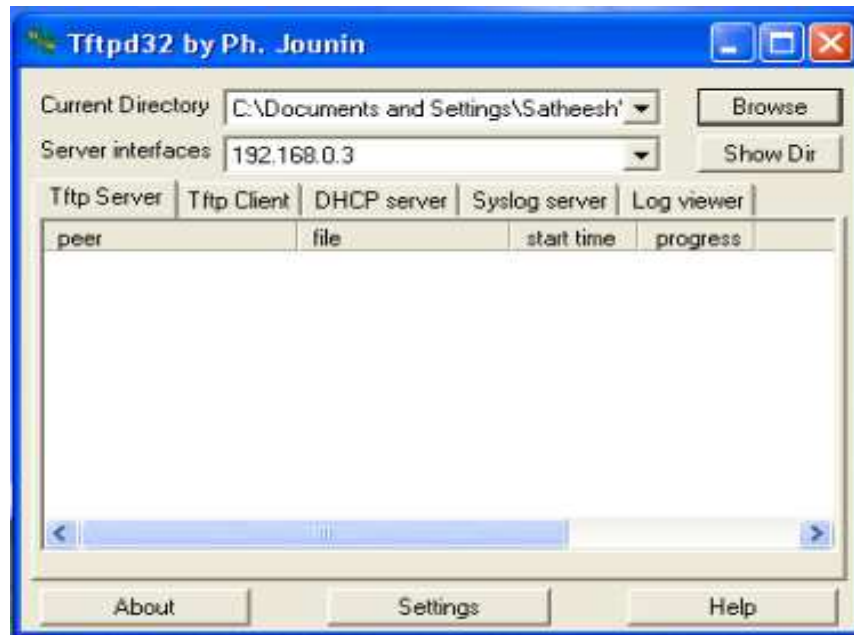 Tftpd32 by Ph. Jounin
Current Directory C:\Documents and Settings\Satheesh' Browse
Server interfaces 192.168.0.3 Show Dir
Tftp Server Tftp Client DHCP server Syslog server Log viewer
peer file start time progress
About Settings Help